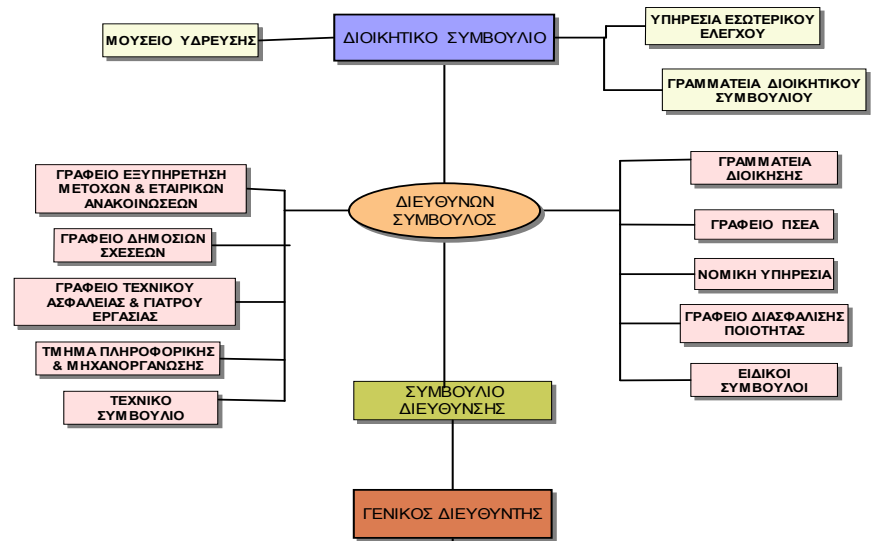 ΜΟΥΣΕΙΟ ΥΔΡΕΥΣΗΣ
ΔΙΟΙΚΗΤΙΚΟ ΣΥΜΒΟΥΛΙΟ
ΥΠΗΡΕΣΙΑ ΕΣΩΤΕΡΙΚΟΥ
ΕΛΕΓΧΟΥ
ΓΡΑΜΜΑΤΕΙΑ ΔΙΟΙΚΗΤΙΚΟΥ
ΣΥΜΒΟΥΛΙΟΥ
ΓΡΑΦΕΙΟ ΕΞΥΠΗΡΕΤΗΣΗ
ΜΕΤΟΧΩΝ & ΕΤΑΙΡΙΚΩΝ
ΑΝΑΚΟΙΝΩΣΕΩΝ
ΓΡΑΦΕΙΟ ΔΗΜΟΣΙΩΝ
ΣΧΕΣΕΩΝ
ΓΡΑΦΕΙΟ ΤΕΧΝΙΚΟΥ
ΑΣΦΑΛΕΙΑΣ & ΓΙΑΤΡΟΥ
ΕΡΓΑΣΙΑΣ
ΤΜΗΜΑ ΠΛΗΡΟΦΟΡΙΚΗΣ
& ΜΗΧΑΝΟΡΓΑΝΩΣΗΣ
ΤΕΧΝΙΚΟ
ΣΥΜΒΟΥΛΙΟ
ΔΙΕΥΘΥΝΩΝ
ΣΥΜΒΟΥΛΟΣ
ΓΡΑΜΜΑΤΕΙΑ
ΔΙΟΙΚΗΣΗΣ
ΓΡΑΦΕΙΟ ΠΣΕΑ
ΝΟΜΙΚΗ ΥΠΗΡΕΣΙΑ
ΓΡΑΦΕΙΟ ΔΙΑΣΦΑΛΙΣΗΣ
ΠΟΙΟΤΗΤΑΣ
ΕΙΔΙΚΟΙ
ΣΥΜΒΟΥΛΟΙ
ΣΥΜΒΟΥΛΙΟ
ΔΙΕΥΘΥΝΣΗΣ
ΓΕΝΙΚΟΣ ΔΙΕΥΘΥΝΤΗΣ